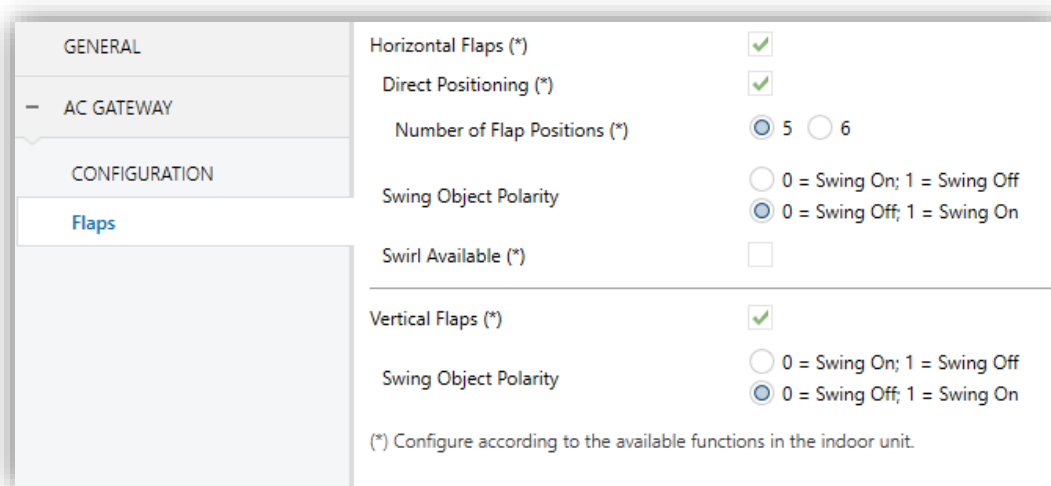 GENERAL
− AC GATEWAY
CONFIGURATION
Flaps
Horizontal Flaps (*)
Direct Positioning (*)
Number of Flap Positions (*) 5 6
Swing Object Polarity
0 = Swing On; 1 = Swing Off
0 = Swing Off; 1 = Swing On
Swirl Available (*)
Vertical Flaps (*)
Swing Object Polarity
0 = Swing On; 1 = Swing Off
0 = Swing Off; 1 = Swing On
(*) Configure according to the available functions in the indoor unit.